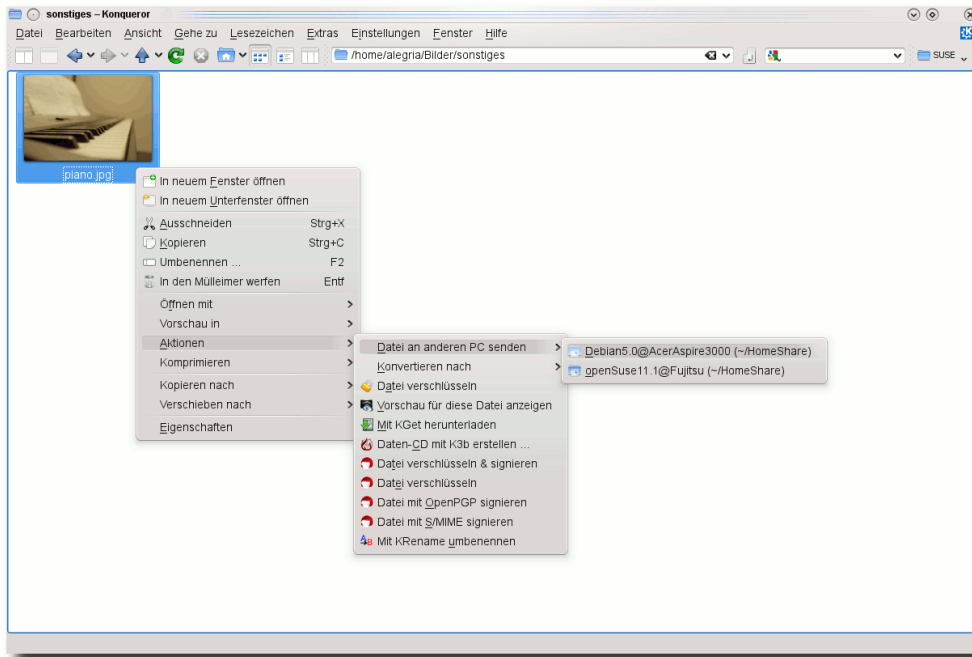 sonstiges – Konqueror
Datei Bearbeiten Ansicht Gehe zu Lesezeichen Extras Einstellungen Fenster Hilfe
/home/alegria/Bilder/sonstiges
SUSE
piano.jpg
In neuem Fenster öffnen
In neuem Unterfenster öffnen
Ausschneiden Strg+X
Kopieren Strg+C
Umbenennen ... F2
In den Mülleimer werfen Entf
Öffnen mit
Vorschau in
Aktionen
Komprimieren
Kopieren nach
Verschieben nach
Eigenschaften
Datei an anderen PC senden
Konvertieren nach
Datei verschlüsseln
Vorschau für diese Datei anzeigen
Mit KGet herunterladen
Daten-CD mit K3b erstellen ...
Datei verschlüsseln & signieren
Datei verschlüsseln
Datei mit OpenPGP signieren
Datei mit S/MIME signieren
Mit KRename umbenennen
Debian5.0@AcerAspire3000 (~/HomeShare)
openSuse11.1@Fujitsu (~/HomeShare)